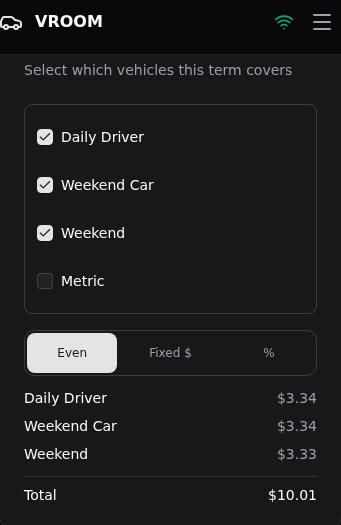 VROOM
Select which vehicles this term covers
Daily Driver
Weekend Car
Weekend
Metric
Even Fixed $ %
Daily Driver $3.34
Weekend Car $3.34
Weekend $3.33
Total $10.01